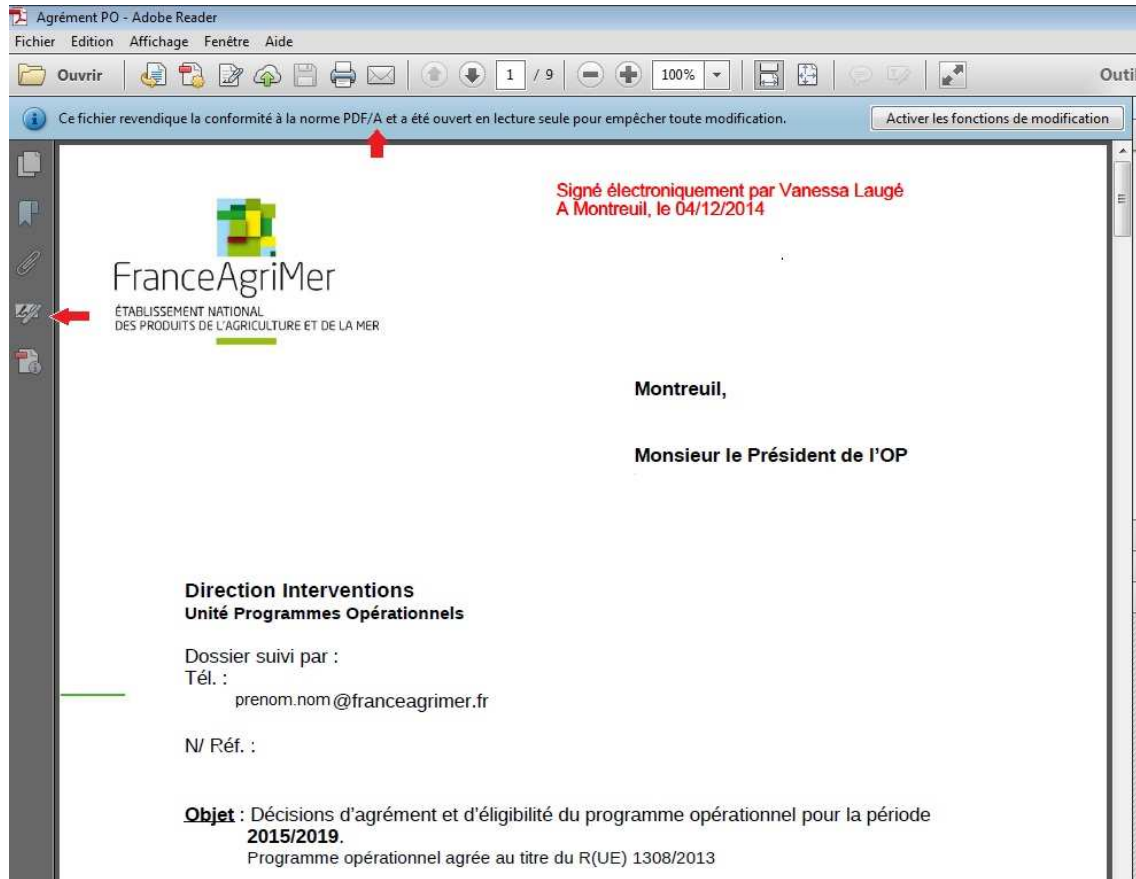 Agrément PO - Adobe Reader
Fichier Edition Affichage Fenêtre Aide
Ouvrir 1 / 9 100% Outil
Ce fichier revendique la conformité à la norme PDF/A et a été ouvert en lecture seule pour empêcher toute modification. Activer les fonctions de modification
Signé électroniquement par Vanessa Laugé
A Montreuil, le 04/12/2014
FranceAgriMer
ÉTABLISSEMENT NATIONAL
DES PRODUITS DE L'AGRICULTURE ET DE LA MER
Montreuil,
Monsieur le Président de l'OP
Direction Interventions
Unité Programmes Opérationnels
Dossier suivi par :
Tél. :
prenom.nom@franceagrimer.fr
N/ Réf. :
Objet : Décisions d'agrément et d'éligibilité du programme opérationnel pour la période
2015/2019.
Programme opérationnel agrée au titre du R(UE) 1308/2013